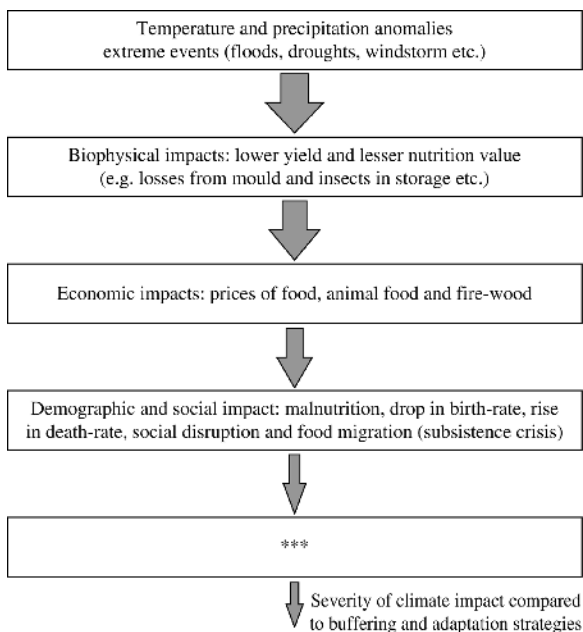 Temperature and precipitation anomalies
extreme events (floods, droughts, windstorm etc.)
Biophysical impacts: lower yield and lesser nutrition value
(e.g. losses from mould and insects in storage etc.)
Economic impacts: prices of food, animal food and fire-wood
Demographic and social impact: malnutrition, drop in birth-rate, rise
in death-rate, social disruption and food migration (subsistence crisis)
***
Severity of climate impact compared
to buffering and adaptation strategies